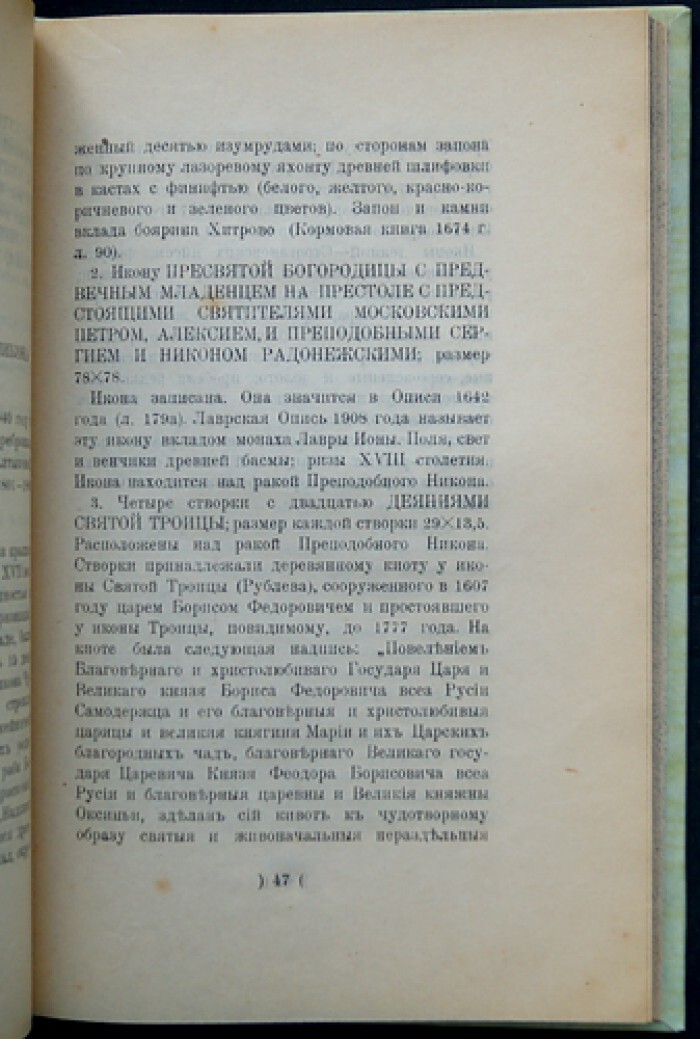 женный десятью изумрудами; по сторонам запона
по крупному лазоревому яхонту древней шлифовки
в кастах с финифтью (белого, желтого, красно-ко-
ричневого и зеленого цветов). Запон и камни
вклада боярина Хитрово (Кормовая книга 1674 г.
л. 90).
2. Икону ПРЕСВЯТОЙ БОГОРОДИЦЫ С ПРЕД-
ВЕЧНЫМ МЛАДЕНЦЕМ НА ПРЕСТОЛЕ С ПРЕД-
СТОЯЩИМИ СВЯТИТЕЛЯМИ МОСКОВСКИМИ
ПЕТРОМ, АЛЕКСИЕМ, И ПРЕПОДОБНЫМИ СЕР-
ГИЕМ И НИКОНОМ РАДОНЕЖСКИМИ; размер
78×78.
Икона записана. Она значится в Описи 1642
года (л. 179а). Лаврская Опись 1908 года называет
эту икону вкладом монаха Лавры Ионы. Поля, свет
и венчики древней басмы; ризы XVIII столетия.
Икона находится над ракой Преподобного Никона.
3. Четыре створки с двадцатью ДЕЯНИЯМИ
СВЯТОЙ ТРОИЦЫ; размер каждой створки 29×13,5.
Расположены над ракой Преподобного Никона.
Створки принадлежали деревянному киоту у ико-
ны Святой Троицы (Рублева), сооруженного в 1607
году царем Борисом Федоровичем и простоявшего
у иконы Троицы, повидимому, до 1777 года. На
киоте была следующая надпись: „Повелѣніемъ
Благовѣрнаго и христолюбиваго Государя Царя и
Великаго князя Бориса Федоровича всеа Русіи
Самодержца и его благовѣрныя и христолюбивыя
царицы и великия княгини Маріи и ихъ Царскихъ
благородныхъ чадъ, благовѣрнаго Великаго госу-
даря Царевича Князя Феодора Борисовича всеа
Русіи и благовѣрныя царевны и Великія княжны
Оксиньи, здѣланъ сій кивотъ къ чудотворному
образу святыя и живоначальныя нераздѣльныя
) 47 (